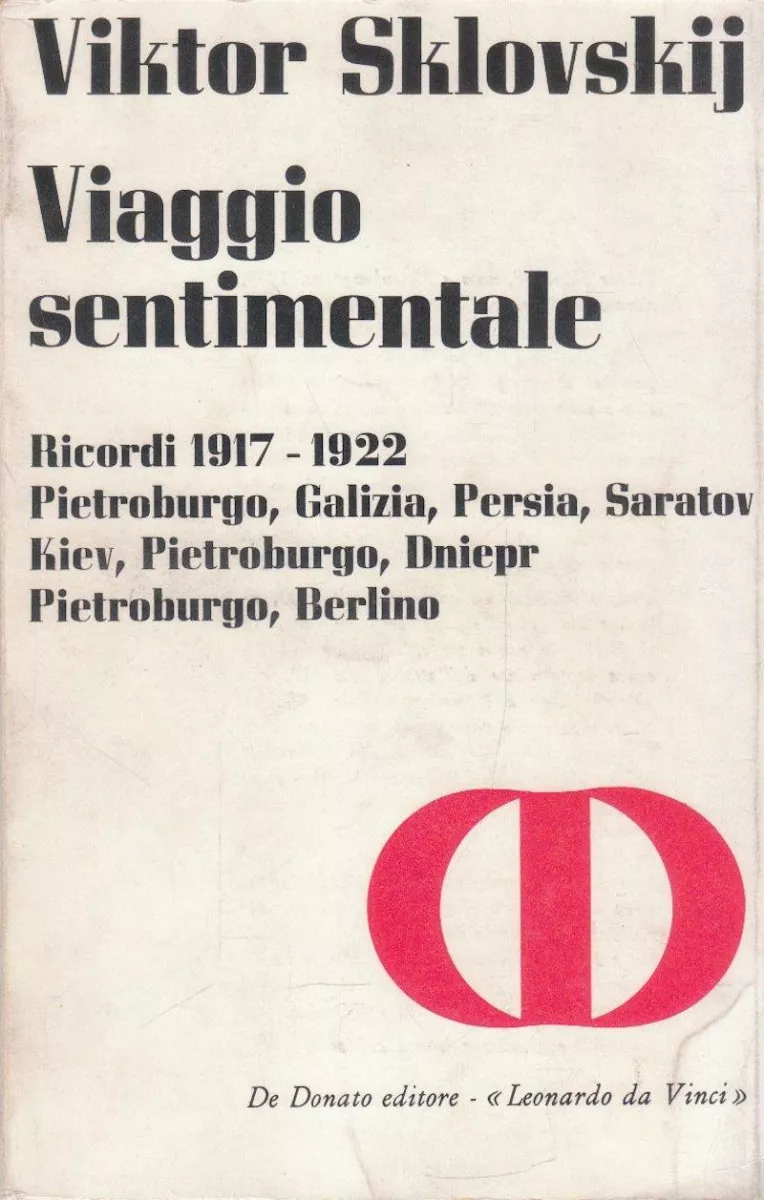 Viktor Sklovskij
Viaggio
sentimentale
Ricordi 1917 - 1922
Pietroburgo, Galizia, Persia, Saratov
Kiev, Pietroburgo, Dniepr
Pietroburgo, Berlino
De Donato editore - «Leonardo da Vinci»